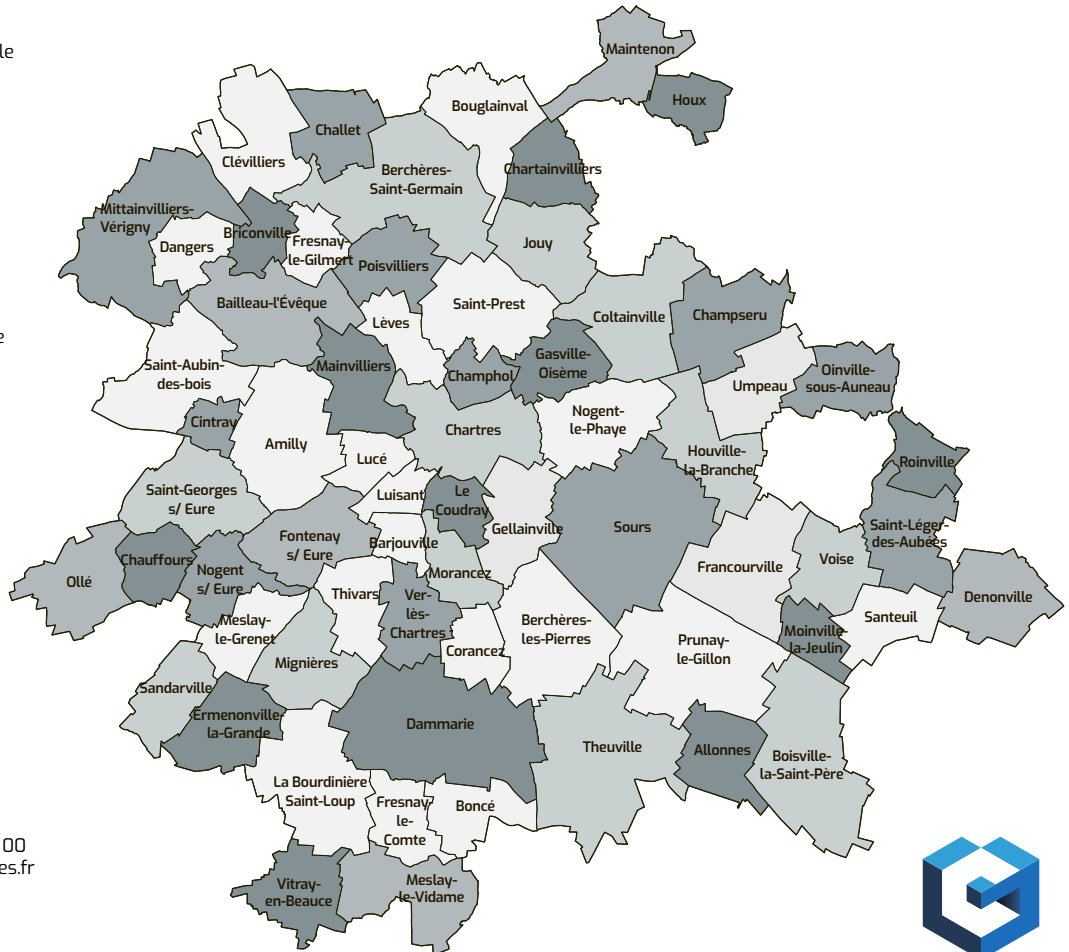 le
Maintenon
Houx
Bouglainval
Challet
Clévilliers
Chartainvilliers
Berchères-
Saint-Germain
Mittainvilliers-
Vérigny
Dangers
Briconville
Fresnay-
le-Gilmert
Jouy
Poisvilliers
Bailleau-l'Évêque
Saint-Prest
Lèves
Coltainville
Champseru
e
Saint-Aubin-
des-bois
Mainvilliers
Champhol
Gasville-
Oisème
Umpeau
Oinville-
sous-Auneau
Cintray
Amilly
Chartres
Nogent-
le-Phaye
Lucé
Houville-
la-Branche
Roinville
Saint-Georges
s/ Eure
Luisant
Le
Coudray
Gellainville
Sours
Saint-Léger-
des-Aubées
Fontenay
s/ Eure
Barjouville
Francourville
Voise
Chauffours
Ollé
Nogent
s/ Eure
Morancez
Thivars
Ver-
lès-
Chartres
Denonville
Santeuil
Meslay-
le-Grenet
Berchères-
les-Pierres
Moinville-
la-Jeulin
Prunay-
le-Gillon
Corancez
Mignières
Sandarville
Ermenonville-
la-Grande
Dammarie
Theuville
Allonnes
Boisville-
la-Saint-Père
La Bourdinière
Saint-Loup
Fresnay-
le-
Comte
Boncé
00
es.fr
Vitray-
en-Beauce
Meslay-
le-Vidame